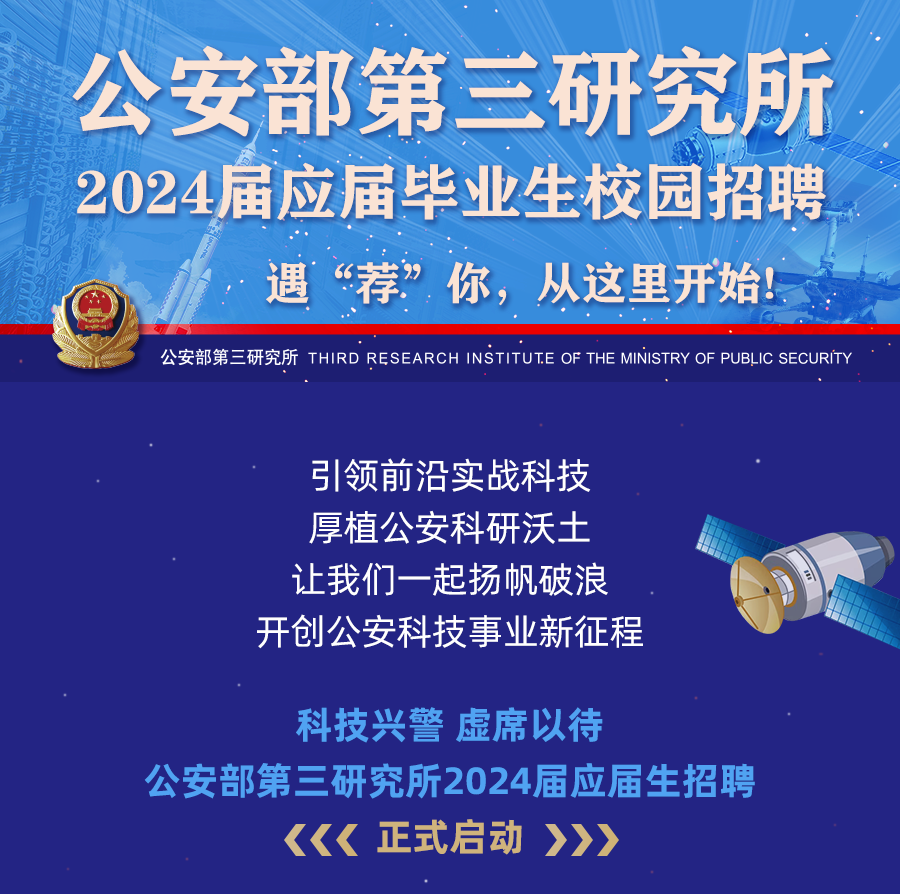 公安部第三研究所
2024届应届毕业生校园招聘
遇“荐”你，从这里开始!
公安部第三研究所 THIRD RESEARCH INSTITUTE OF THE MINISTRY OF PUBLIC SECURITY
引领前沿实战科技
厚植公安科研沃土
让我们一起扬帆破浪
开创公安科技事业新征程
科技兴警 虚席以待
公安部第三研究所2024届应届生招聘
正式启动